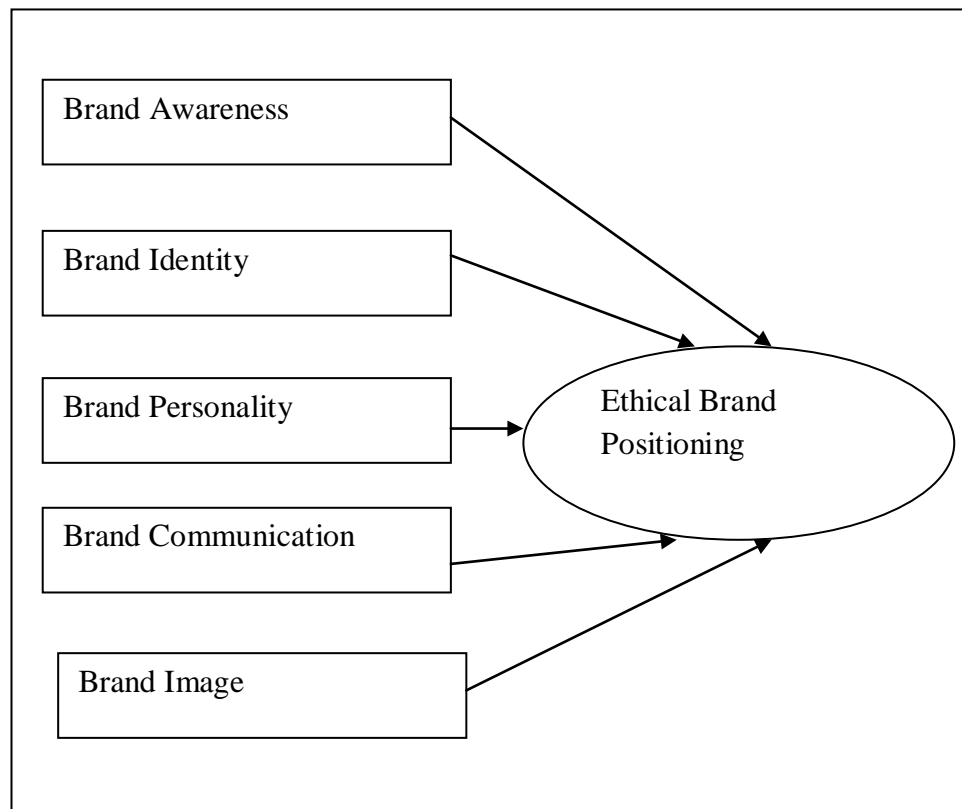 Brand Awareness
Brand Identity
Brand Personality
Brand Communication
Brand Image
Ethical Brand
Positioning